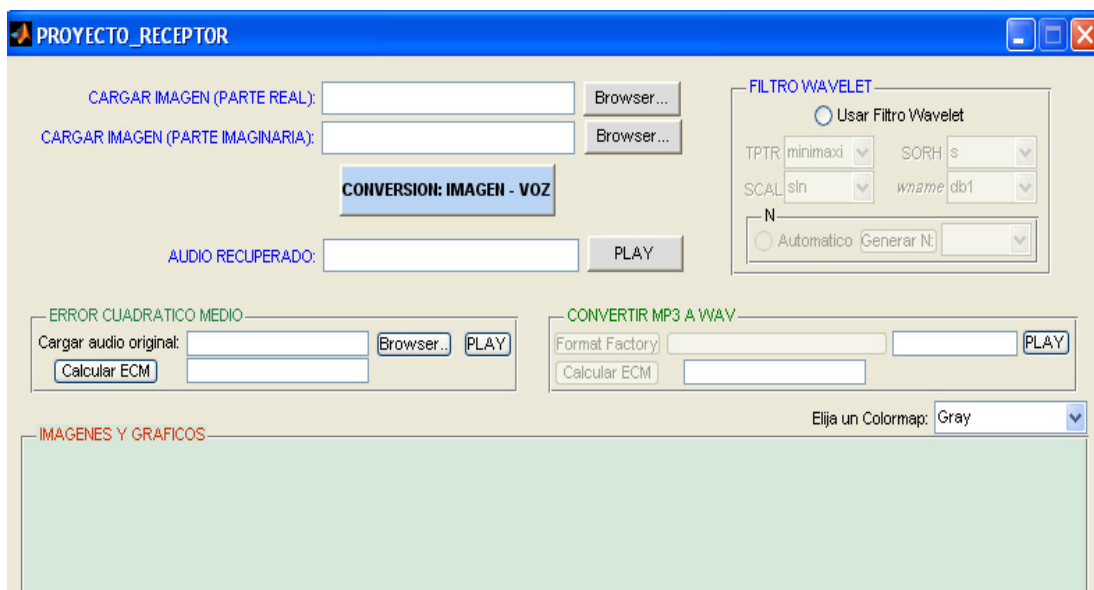 PROYECTO_RECEPTOR
CARGAR IMAGEN (PARTE REAL): Browser...
CARGAR IMAGEN (PARTE IMAGINARIA): Browser...
CONVERSION: IMAGEN - VOZ
AUDIO RECUPERADO: PLAY
FILTRO WAVELET
Usar Filtro Wavelet
TPTR minimaxi SORH s
SCAL sln wname db1
N
Automatico Generar N:
ERROR CUADRATICO MEDIO
Cargar audio original: Browser.. PLAY
Calcular ECM
CONVERTIR MP3 A WAV
Format Factory PLAY
Calcular ECM
Elija un Colormap: Gray
IMAGENES Y GRAFICOS